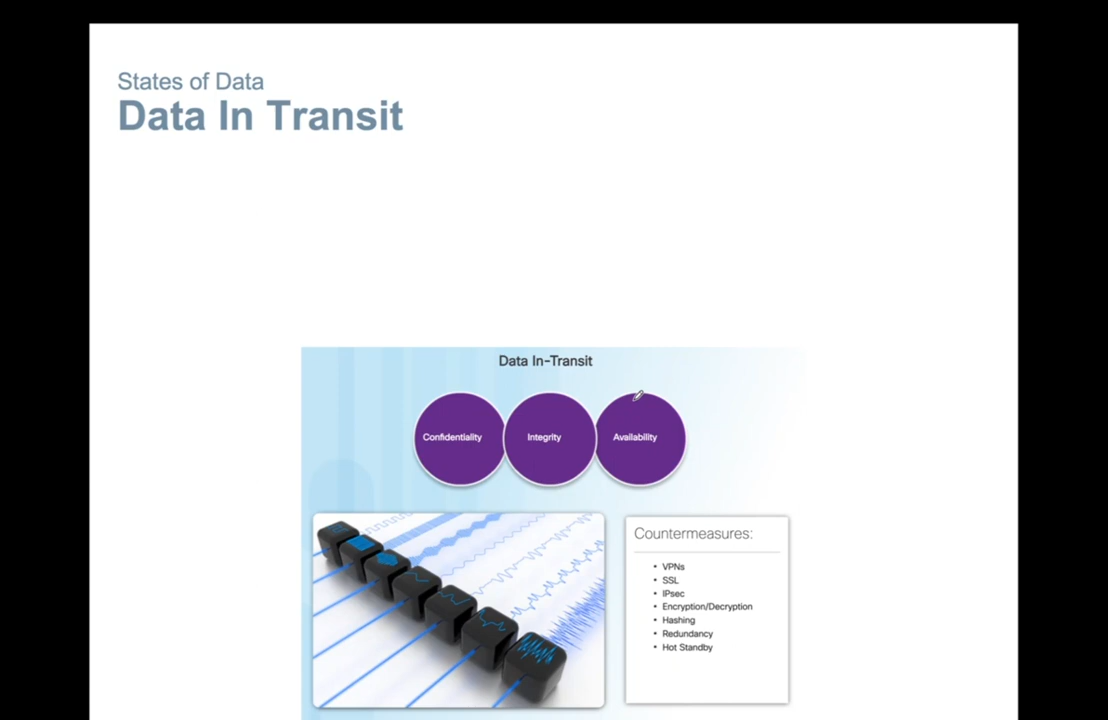 States of Data
Data In Transit
Data In-Transit
Confidentiality
Integrity
Availability
Countermeasures:
• VPNs
• SSL
• IPsec
• Encryption/Decryption
• Hashing
• Redundancy
• Hot Standby